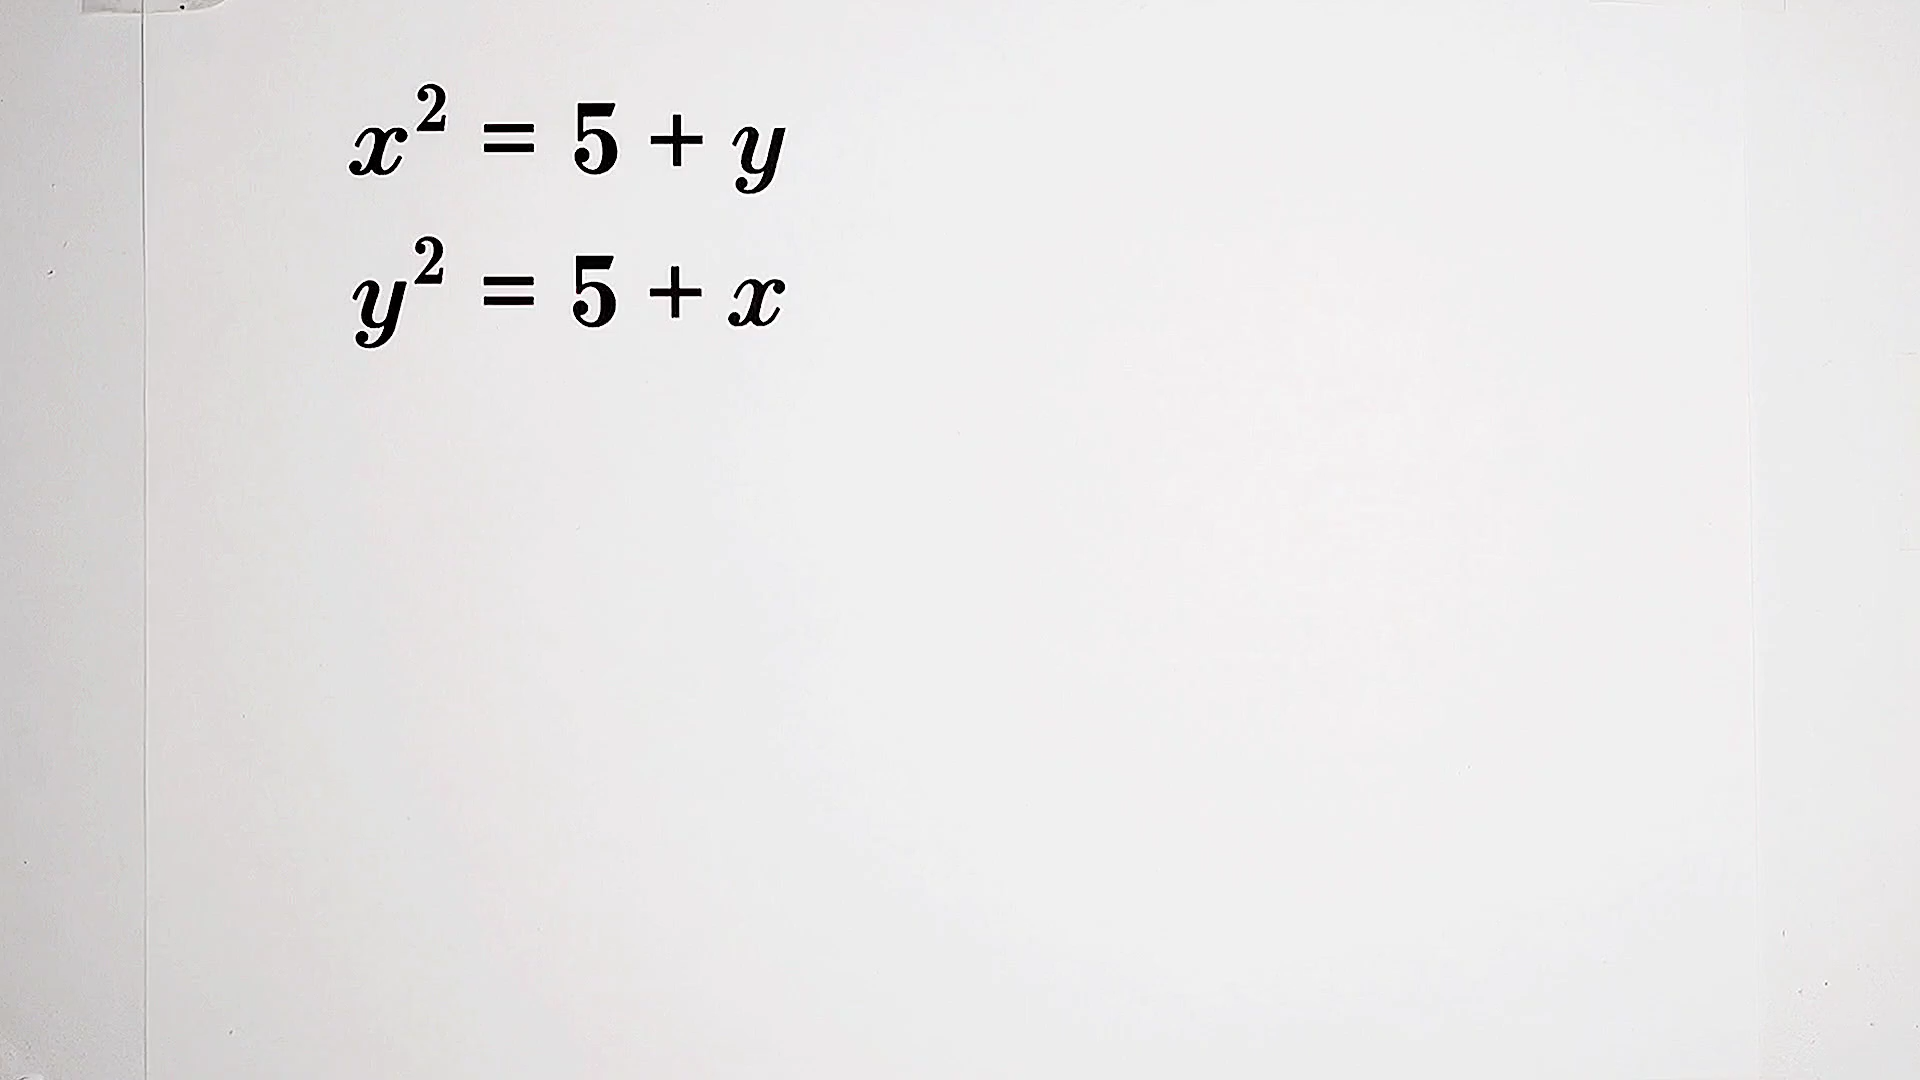 x² = 5 + y
y² = 5 + x